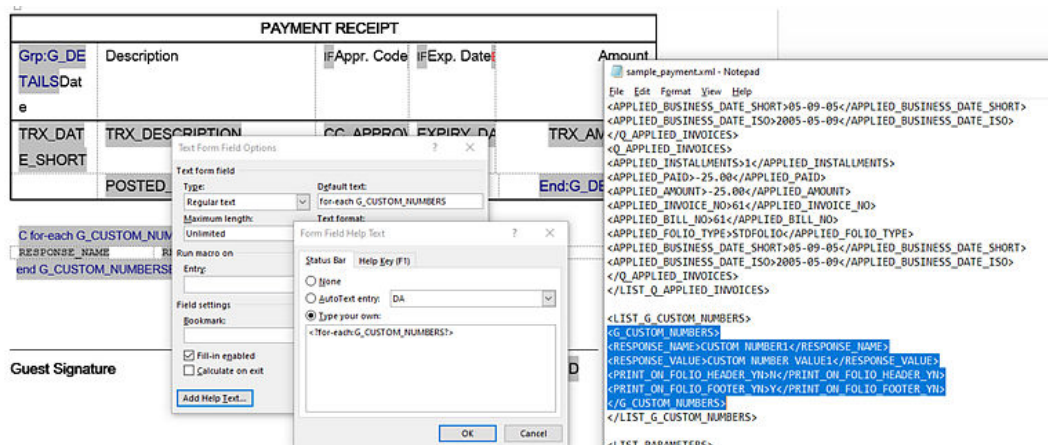 PAYMENT RECEIPT
Grp:G_DE
TAILSDat
e
Description
IFAppr. Code
IFExp. DateE
Amount
TRX_DAT
E_SHORT
TRX_DESCRIPTION
CC_APPROV
EXPIRY_DA
TRX_AM
POSTED_
End:G_DE
C for-each G_CUSTOM_NUM
RESPONSE_NAME
end G_CUSTOM_NUMBERSE
Guest Signature
D
Text Form Field Options
?
Text form field
Type:
Default text:
Regular text
for-each G_CUSTOM_NUMBERS
Maximum length:
Text format:
Unlimited
Run macro on
Entry:
Field settings
Bookmark:
Fill-in enabled
Calculate on exit
Add Help Text...
Form Field Help Text
?
Status Bar
Help Key (F1)
None
AutoText entry:
DA
Type your own:
<?for-each:G_CUSTOM_NUMBERS?>
OK
Cancel
sample_payment.xml - Notepad
File Edit Format View Help
<APPLIED_BUSINESS_DATE_SHORT>05-09-05</APPLIED_BUSINESS_DATE_SHORT>
<APPLIED_BUSINESS_DATE_ISO>2005-05-09</APPLIED_BUSINESS_DATE_ISO>
</Q_APPLIED_INVOICES>
<Q_APPLIED_INVOICES>
<APPLIED_INSTALLMENTS>1</APPLIED_INSTALLMENTS>
<APPLIED_PAID>-25.00</APPLIED_PAID>
<APPLIED_AMOUNT>-25.00</APPLIED_AMOUNT>
<APPLIED_INVOICE_NO>61</APPLIED_INVOICE_NO>
<APPLIED_BILL_NO>61</APPLIED_BILL_NO>
<APPLIED_FOLIO_TYPE>STDFOLIO</APPLIED_FOLIO_TYPE>
<APPLIED_BUSINESS_DATE_SHORT>05-09-05</APPLIED_BUSINESS_DATE_SHORT>
<APPLIED_BUSINESS_DATE_ISO>2005-05-09</APPLIED_BUSINESS_DATE_ISO>
</Q_APPLIED_INVOICES>
</LIST_Q_APPLIED_INVOICES>
<LIST_G_CUSTOM_NUMBERS>
<G_CUSTOM_NUMBERS>
<RESPONSE_NAME>CUSTOM NUMBER1</RESPONSE_NAME>
<RESPONSE_VALUE>CUSTOM NUMBER VALUE1</RESPONSE_VALUE>
<PRINT_ON_FOLIO_HEADER_YN>N</PRINT_ON_FOLIO_HEADER_YN>
<PRINT_ON_FOLIO_FOOTER_YN>Y</PRINT_ON_FOLIO_FOOTER_YN>
</G_CUSTOM_NUMBERS>
</LIST_G_CUSTOM_NUMBERS>
<LIST_PARAMETERS>